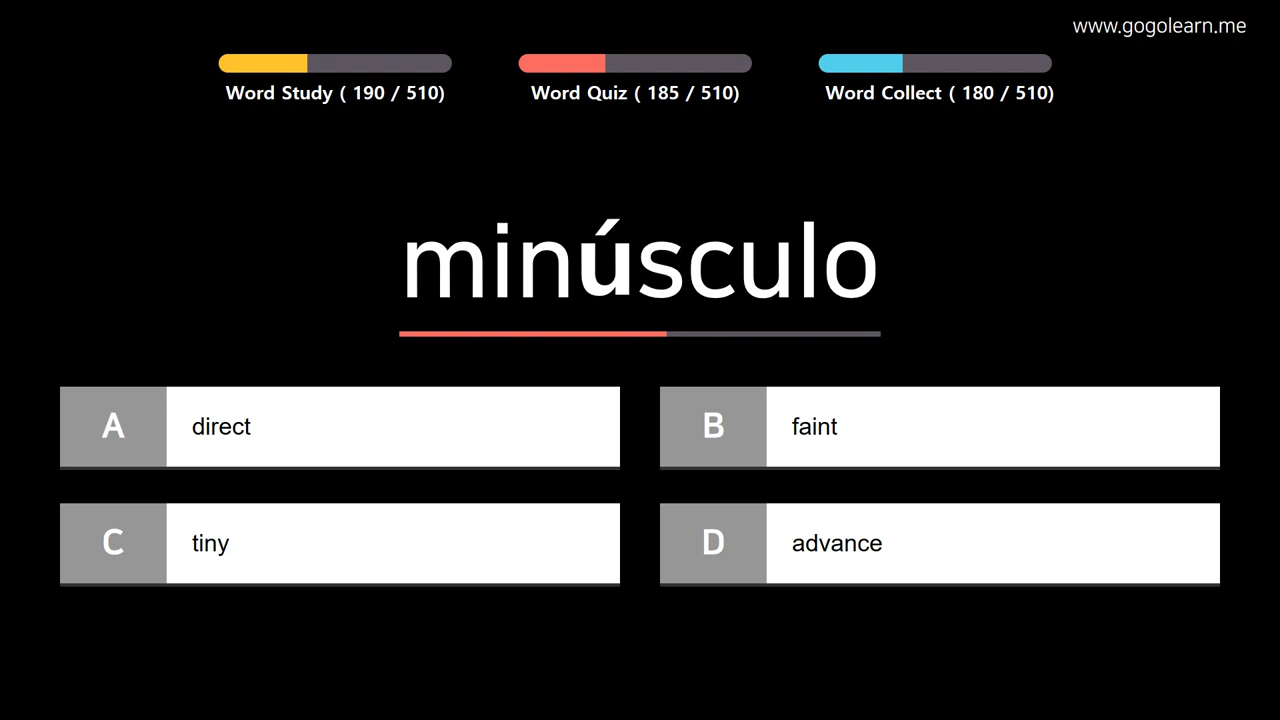 www.gogolearn.me
Word Study ( 190 / 510)
Word Quiz ( 185 / 510)
Word Collect ( 180 / 510)
minúsculo
A direct
B faint
C tiny
D advance